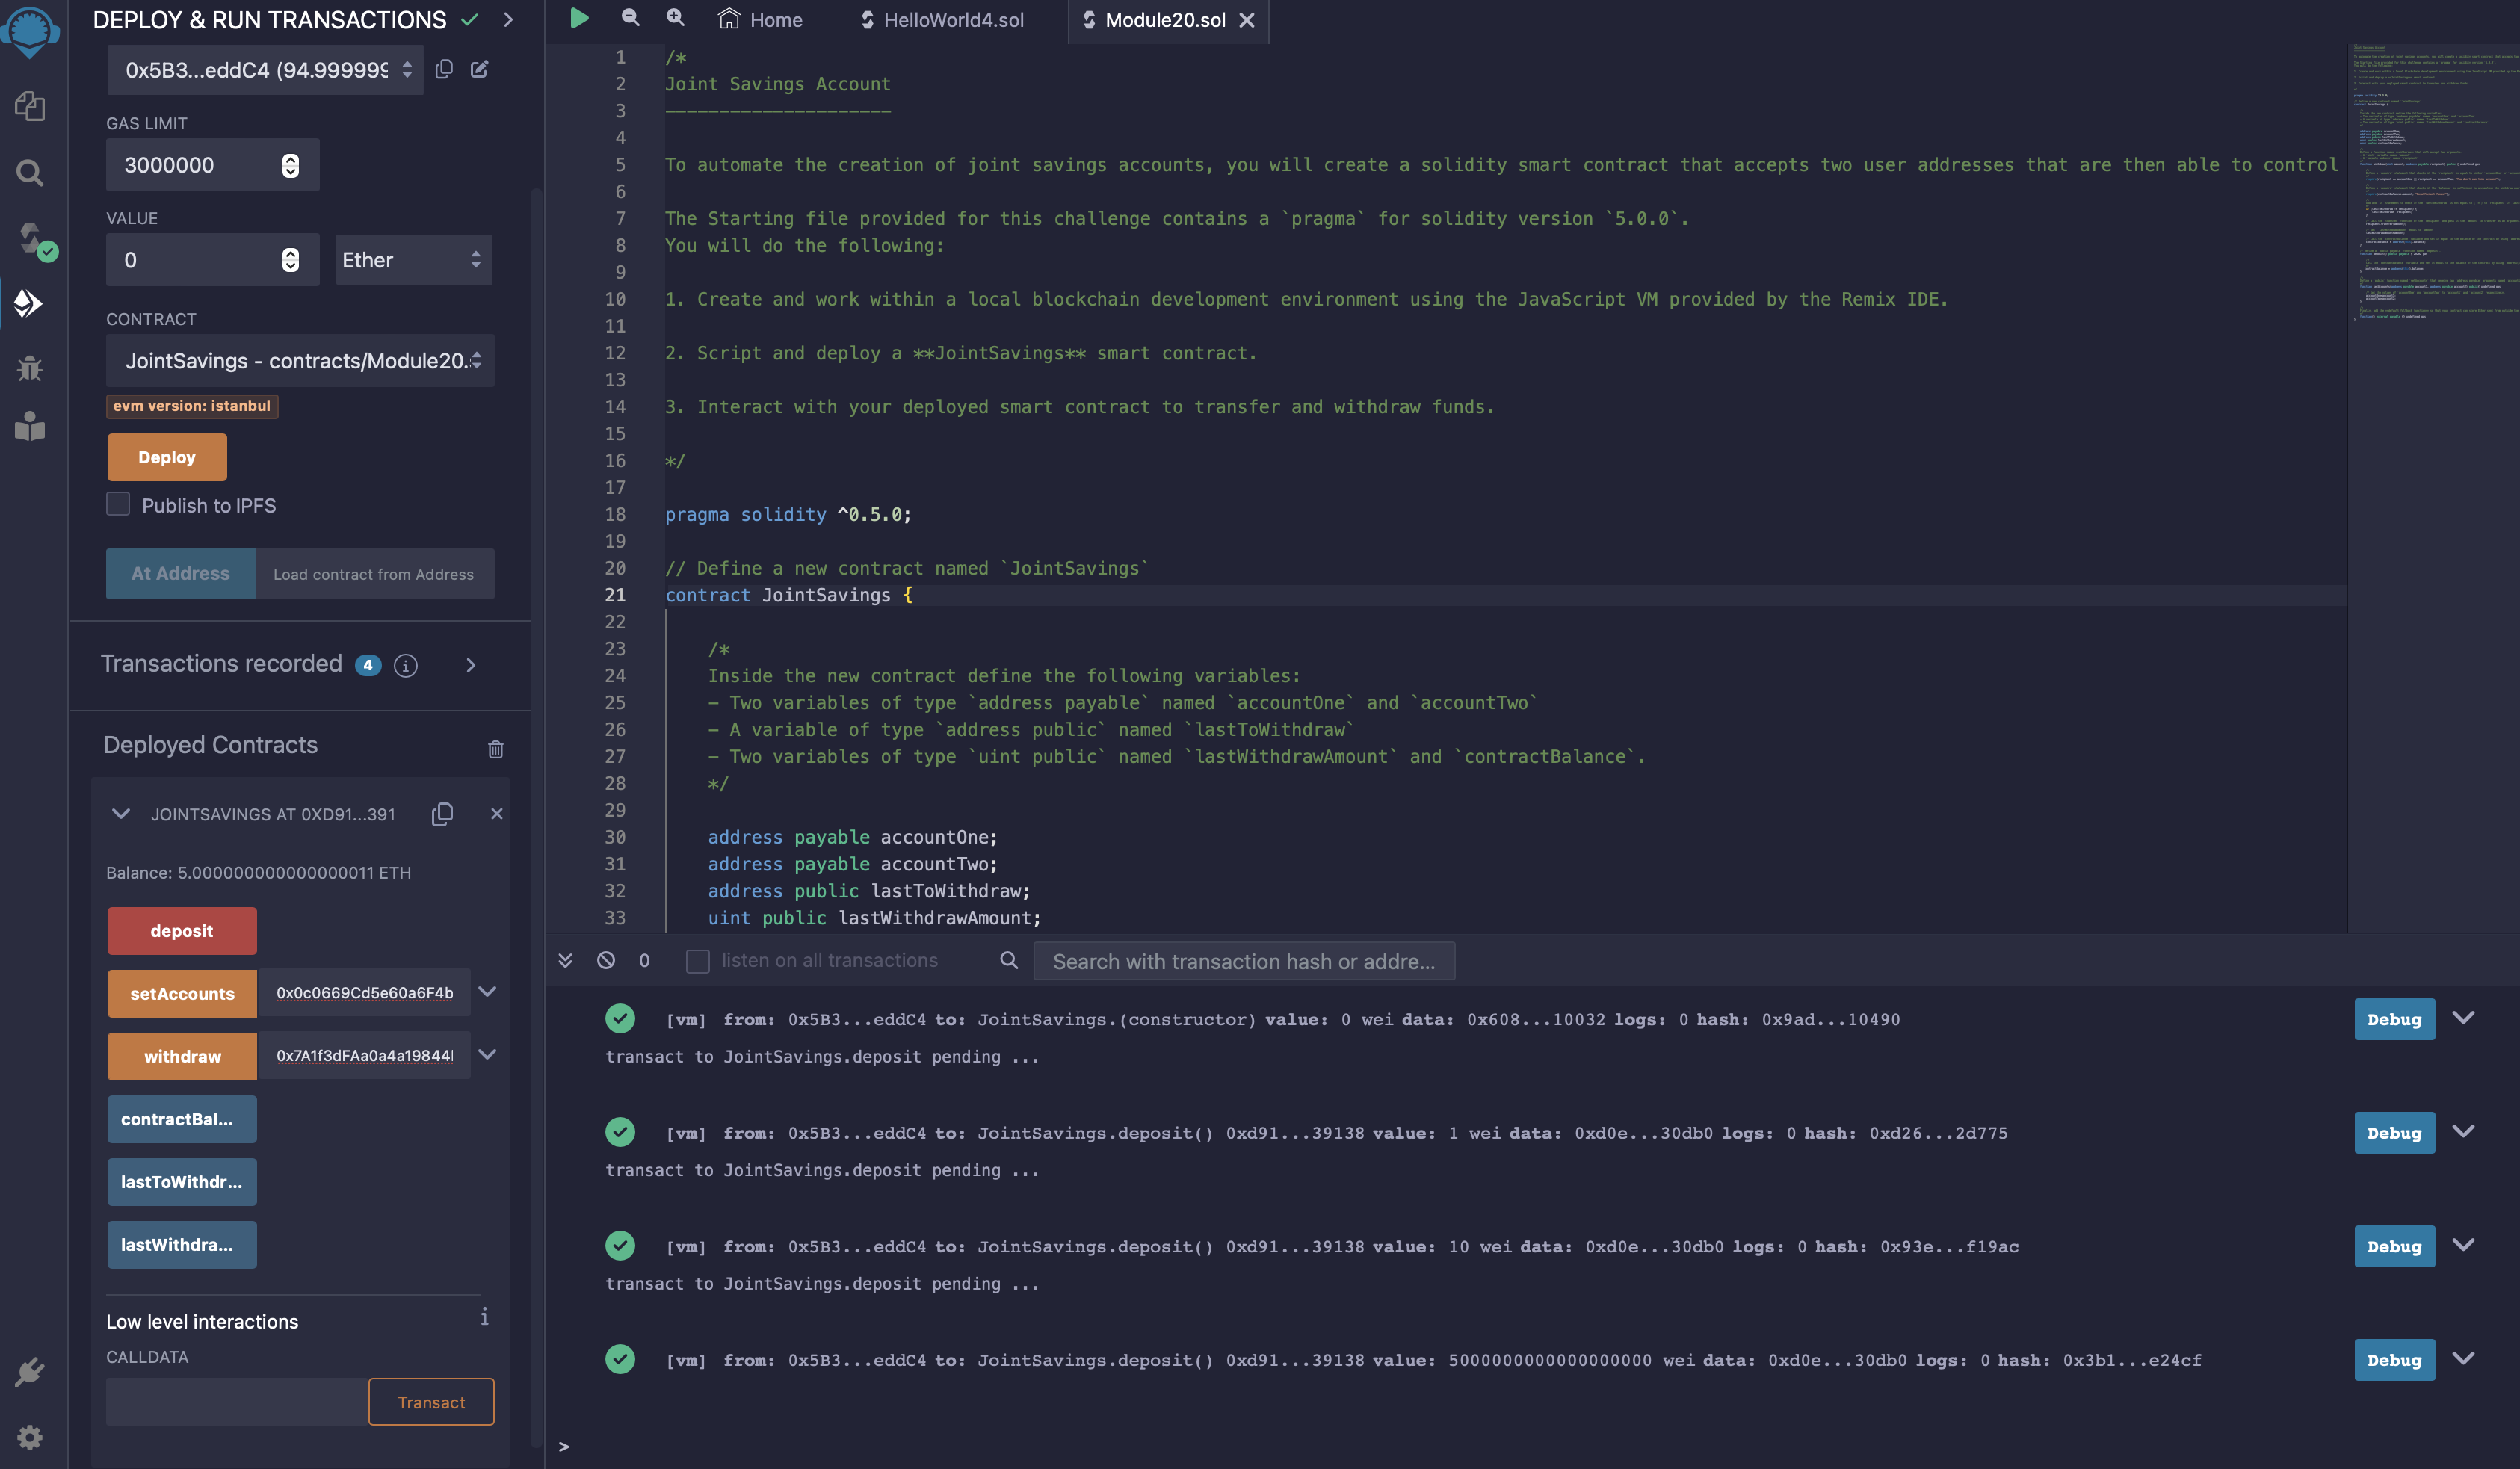 DEPLOY & RUN TRANSACTIONS
0x5B3...eddC4 (94.999999
GAS LIMIT
3000000
VALUE
0
Ether
CONTRACT
JointSavings - contracts/Module20.
evm version: istanbul
Deploy
Publish to IPFS
At Address
Load contract from Address
Transactions recorded 4 i
Deployed Contracts
JOINTSAVINGS AT 0XD91...391
Balance: 5.000000000000000011 ETH
deposit
setAccounts
0x0c0669Cd5e60a6F4b
withdraw
0x7A1f3dFAa0a4a19844
contractBal...
lastToWithdr...
lastWithdra...
Low level interactions
i
CALLDATA
Transact
Home
HelloWorld4.sol
Module20.sol
1 /*
2 Joint Savings Account
3 ---------------------
4
5 To automate the creation of joint savings accounts, you will create a solidity smart contract that accepts two user addresses that are then able to control
6
7 The Starting file provided for this challenge contains a `pragma` for solidity version `5.0.0`.
8 You will do the following:
9
10 1. Create and work within a local blockchain development environment using the JavaScript VM provided by the Remix IDE.
11
12 2. Script and deploy a **JointSavings** smart contract.
13
14 3. Interact with your deployed smart contract to transfer and withdraw funds.
15
16 */
17
18 pragma solidity ^0.5.0;
19
20 // Define a new contract named `JointSavings`
21 contract JointSavings {
22
23 /*
24 Inside the new contract define the following variables:
25 - Two variables of type `address payable` named `accountOne` and `accountTwo`
26 - A variable of type `address public` named `lastToWithdraw`
27 - Two variables of type `uint public` named `lastWithdrawAmount` and `contractBalance`.
28 */
29
30 address payable accountOne;
31 address payable accountTwo;
32 address public lastToWithdraw;
33 uint public lastWithdrawAmount;
0
listen on all transactions
Search with transaction hash or addre...
[vm] from: 0x5B3...eddC4 to: JointSavings.(constructor) value: 0 wei data: 0x608...10032 logs: 0 hash: 0x9ad...10490
Debug
transact to JointSavings.deposit pending ...
[vm] from: 0x5B3...eddC4 to: JointSavings.deposit() 0xd91...39138 value: 1 wei data: 0xd0e...30db0 logs: 0 hash: 0xd26...2d775
Debug
transact to JointSavings.deposit pending ...
[vm] from: 0x5B3...eddC4 to: JointSavings.deposit() 0xd91...39138 value: 10 wei data: 0xd0e...30db0 logs: 0 hash: 0x93e...f19ac
Debug
transact to JointSavings.deposit pending ...
[vm] from: 0x5B3...eddC4 to: JointSavings.deposit() 0xd91...39138 value: 5000000000000000000 wei data: 0xd0e...30db0 logs: 0 hash: 0x3b1...e24cf
Debug
>